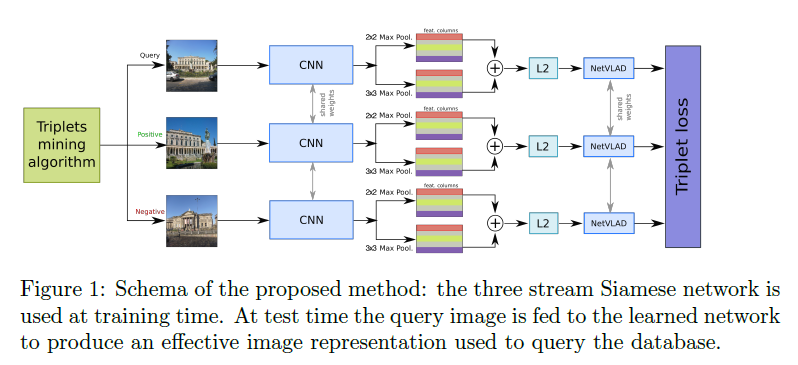 Query
2x2 Max Pool.
feat. columns
CNN
L2
NetVLAD
3x3 Max Pool.
shared
weights
shared
weights
Triplets
mining
algorithm
Positive
2x2 Max Pool.
feat. columns
CNN
L2
NetVLAD
3x3 Max Pool.
Triplet loss
Negative
2x2 Max Pool.
feat. columns
CNN
L2
NetVLAD
3x3 Max Pool.
Figure 1: Schema of the proposed method: the three stream Siamese network is
used at training time. At test time the query image is fed to the learned network
to produce an effective image representation used to query the database.